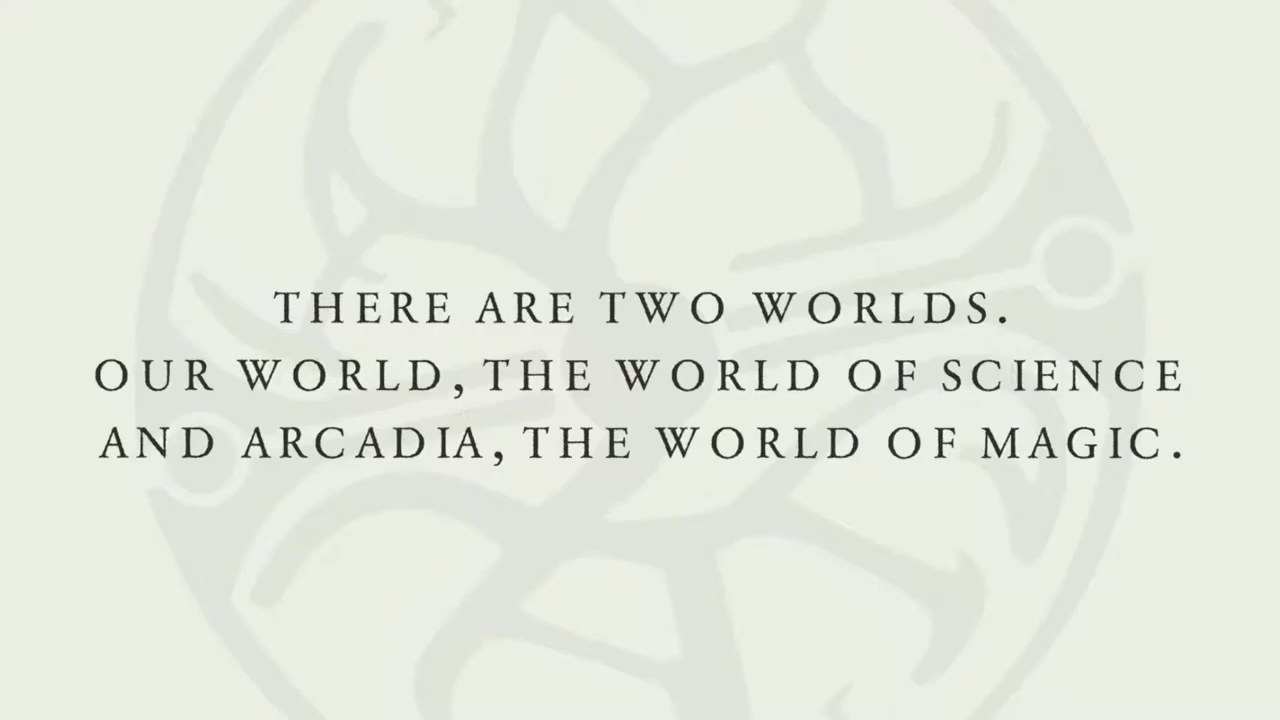 THERE ARE TWO WORLDS.
OUR WORLD, THE WORLD OF SCIENCE
AND ARCADIA, THE WORLD OF MAGIC.